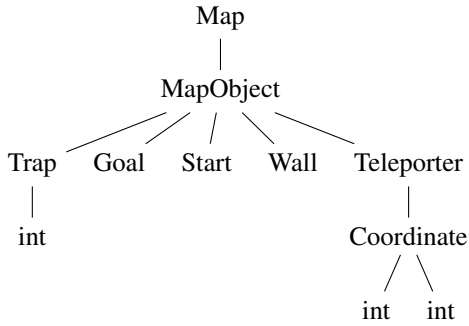 Map
MapObject
Trap Goal Start Wall Teleporter
int Coordinate
int int